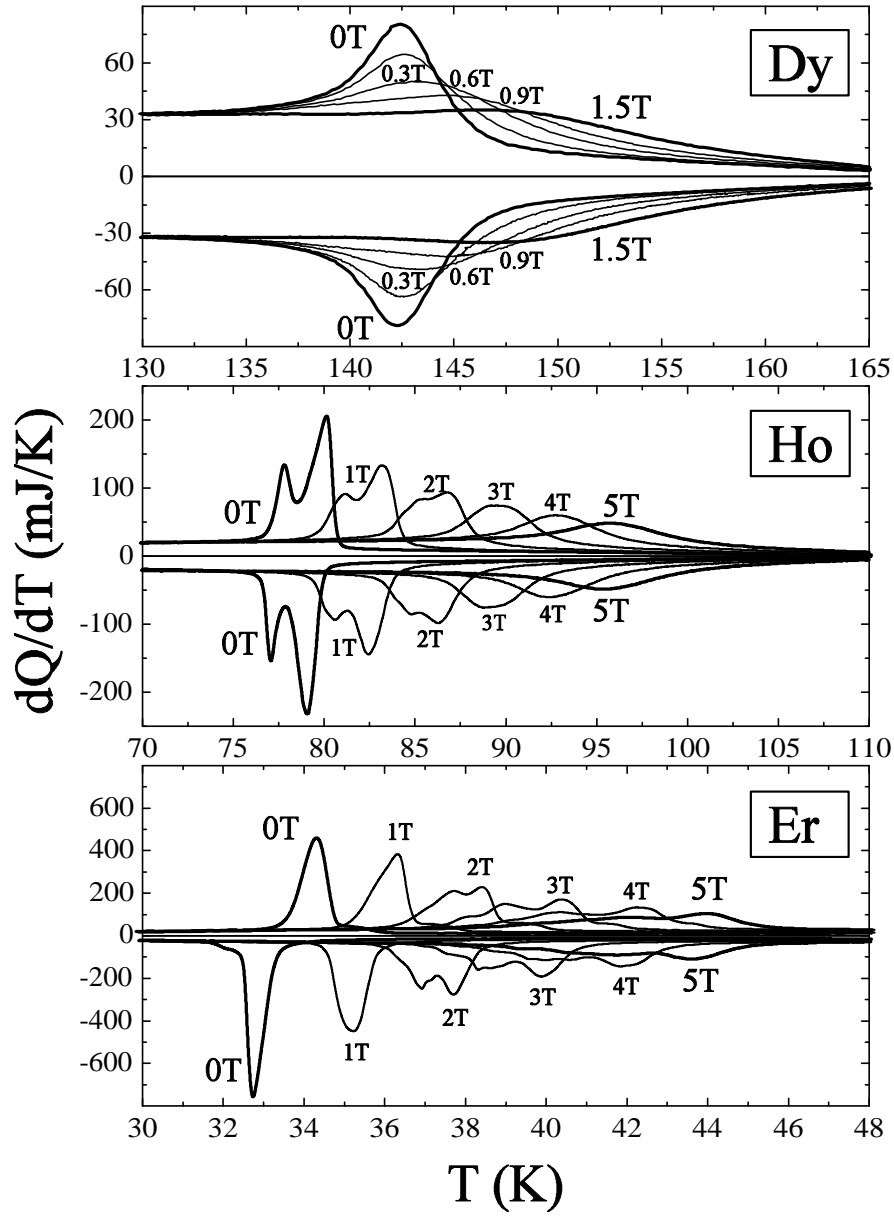 dQ/dT (mJ/K)
Dy
60
30
0
-30
-60
0T
0.3T
0.6T
0.9T
1.5T
1.5T
0.9T
0.6T
0.3T
0T
130 135 140 145 150 155 160 165
Ho
200
100
0
-100
-200
0T
1T
2T
3T
4T
5T
0T
1T
2T
3T
4T
5T
70 75 80 85 90 95 100 105 110
Er
600
400
200
0
-200
-400
-600
0T
1T
2T
3T
4T
5T
0T
1T
2T
3T
4T
5T
30 32 34 36 38 40 42 44 46 48
T (K)